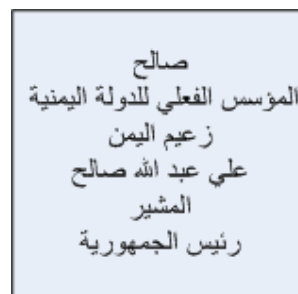 صالح
المؤسس الفعلي للدولة اليمنية
زعيم اليمن
علي عبد الله صالح
المشير
رئيس الجمهورية